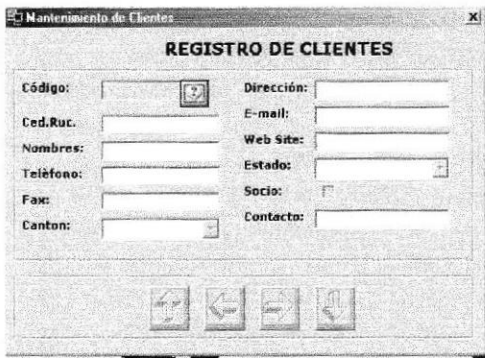 Mantenimiento de Clientes
REGISTRO DE CLIENTES
Código:
Ced.Ruc.
Nombres:
Telèfono:
Fax:
Canton:
Dirección:
E-mail:
Web Site:
Estado:
Socio:
Contacto: